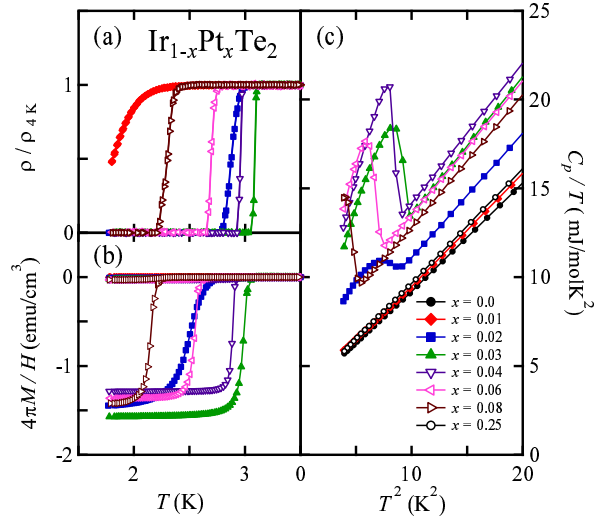 (a) Ir1-xPtxTe2
1
0
ρ / ρ4 K
(b)
0
-1
-2
4πM / H (emu/cm3)
2 3 0
T (K)
(c)
25
20
15
10
5
0
Cp / T ( mJ/molK2)
x = 0.0
x = 0.01
x = 0.02
x = 0.03
x = 0.04
x = 0.06
x = 0.08
x = 0.25
5 10 15 20
T2 (K2)